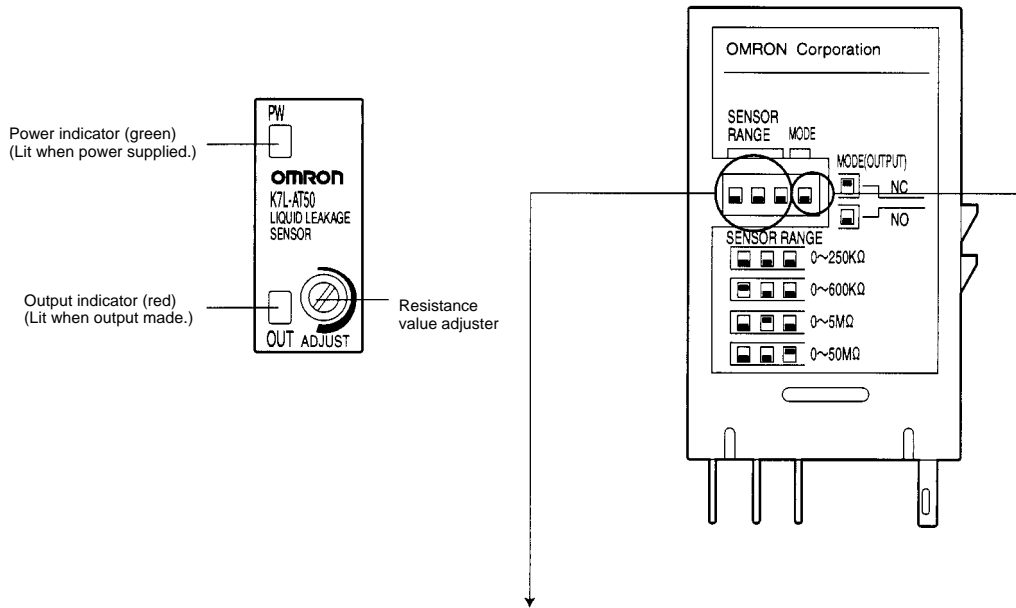 Power indicator (green)
(Lit when power supplied.)
Output indicator (red)
(Lit when output made.)
PW
OMRON
K7L-AT50
LIQUID LEAKAGE
SENSOR
OUT ADJUST
Resistance
value adjuster
OMRON Corporation
SENSOR
RANGE MODE
MODE(OUTPUT)
NC
NO
SENSOR RANGE
0~250KΩ
0~600KΩ
0~5MΩ
0~50MΩ